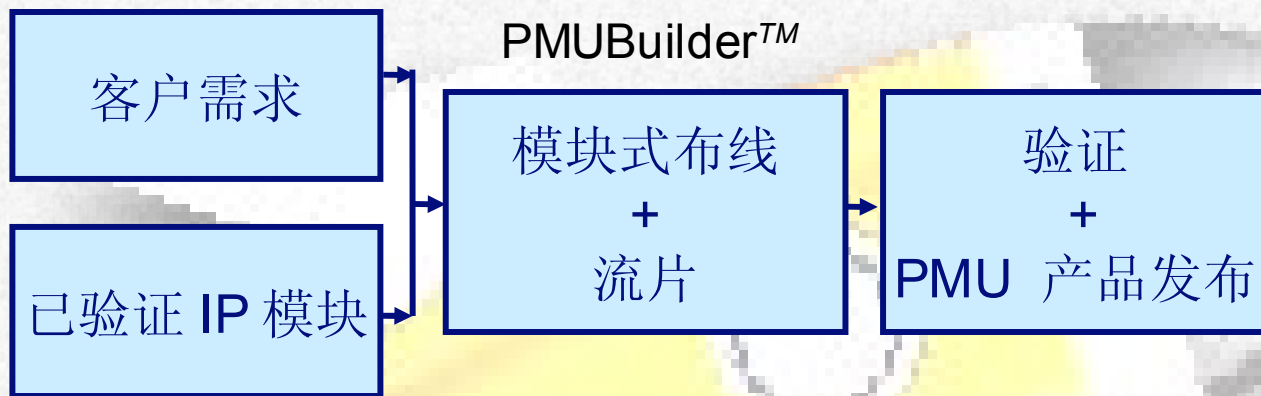 PMUBuilder™
客户需求
已验证 IP 模块
模块式布线
+
流片
验证
+
PMU 产品发布